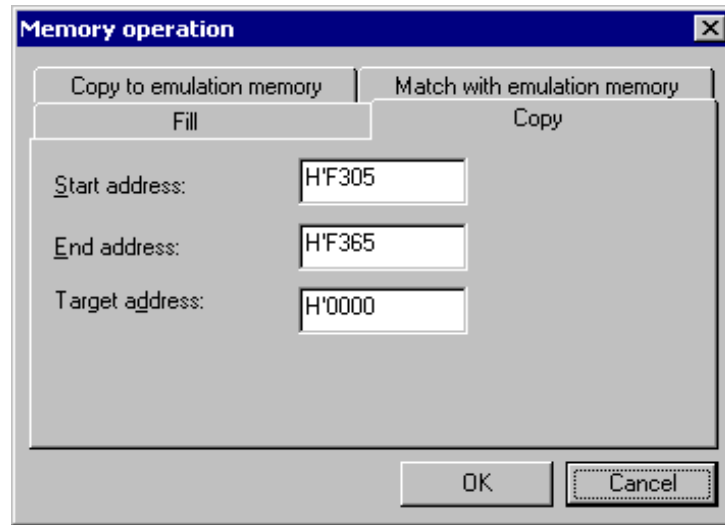 Memory operation
Copy to emulation memory
Match with emulation memory
Fill
Copy
Start address:
H'F305
End address:
H'F365
Target address:
H'0000
OK
Cancel